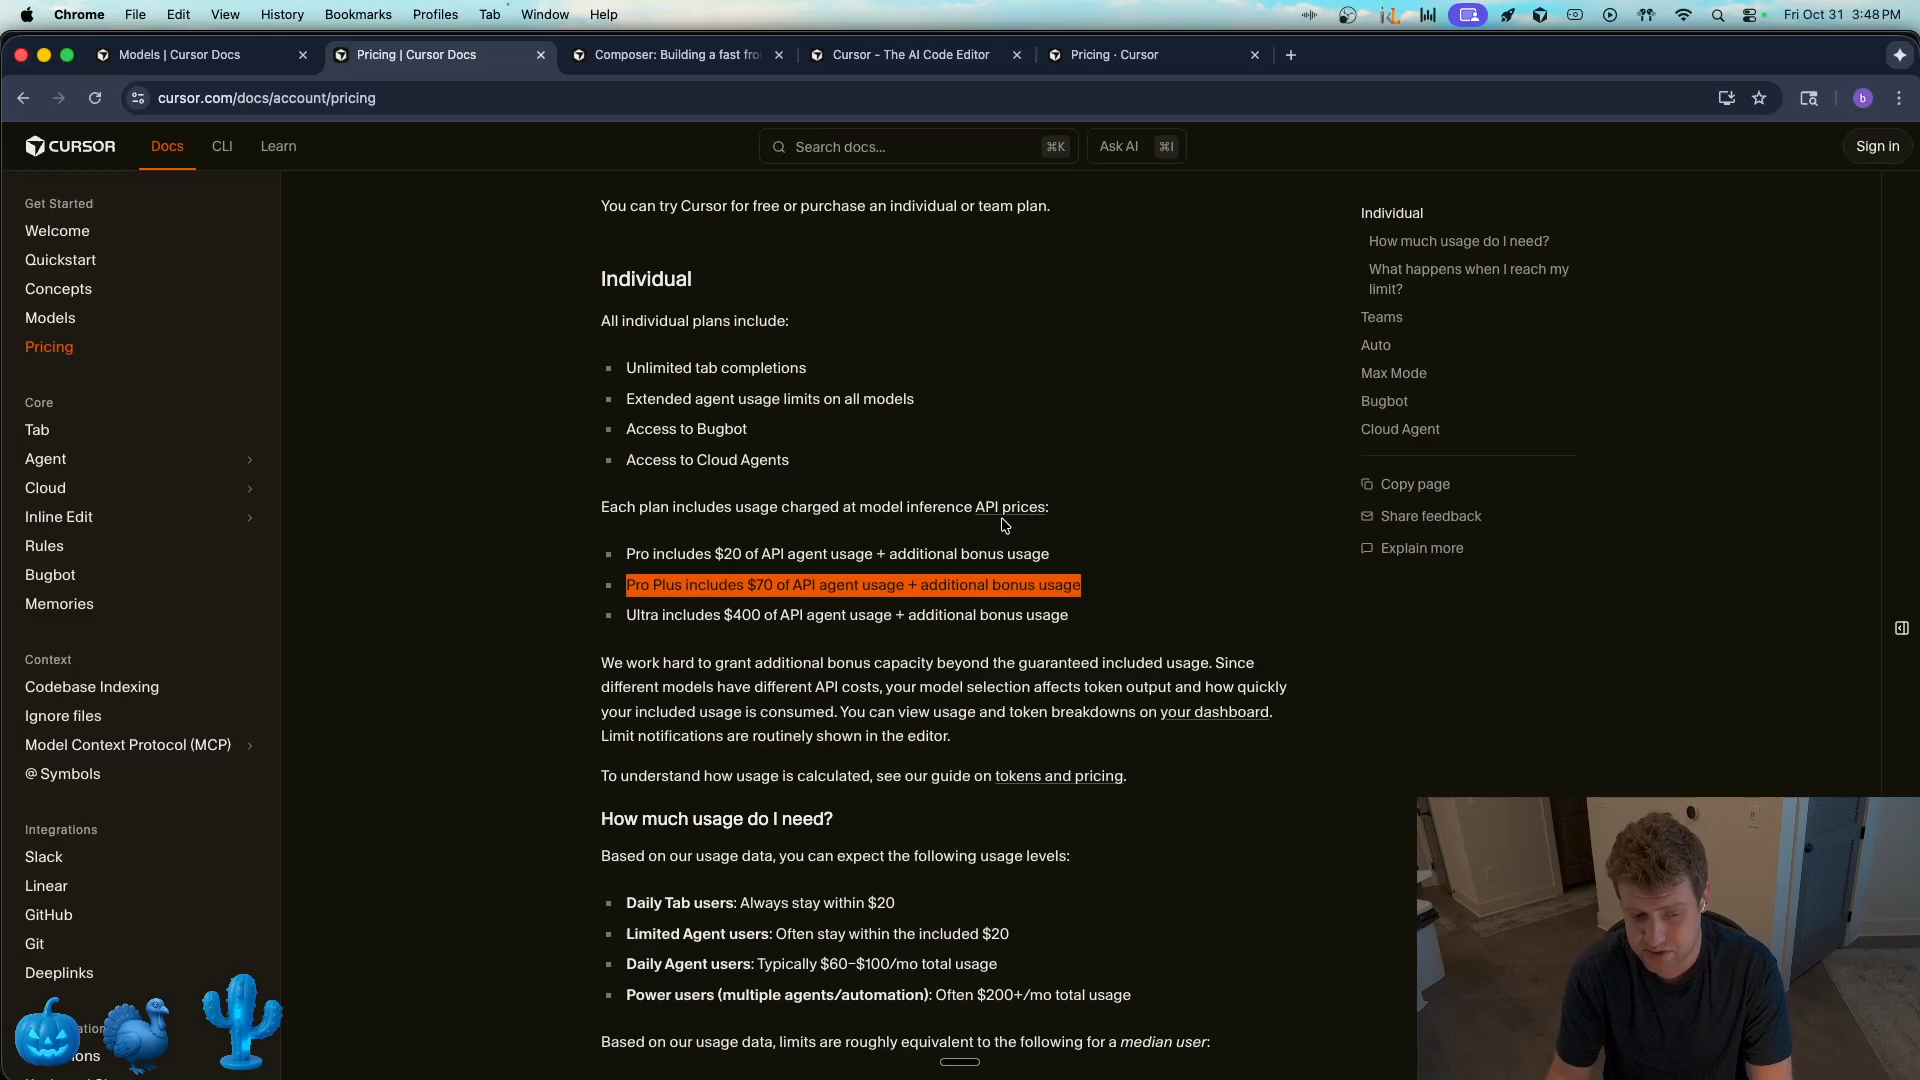 Chrome File Edit View History Bookmarks Profiles Tab Window Help Fri Oct 31 3:48 PM
Models | Cursor Docs Pricing | Cursor Docs Composer: Building a fast fro Cursor - The AI Code Editor Pricing · Cursor
cursor.com/docs/account/pricing b
CURSOR Docs CLI Learn Search docs... ⌘K Ask AI ⌘I Sign in
Get Started
Welcome
Quickstart
Concepts
Models
Pricing
Core
Tab
Agent
Cloud
Inline Edit
Rules
Bugbot
Memories
Context
Codebase Indexing
Ignore files
Model Context Protocol (MCP)
@ Symbols
Integrations
Slack
Linear
GitHub
Git
Deeplinks
You can try Cursor for free or purchase an individual or team plan.
Individual
All individual plans include:
Unlimited tab completions
Extended agent usage limits on all models
Access to Bugbot
Access to Cloud Agents
Each plan includes usage charged at model inference API prices:
Pro includes $20 of API agent usage + additional bonus usage
Pro Plus includes $70 of API agent usage + additional bonus usage
Ultra includes $400 of API agent usage + additional bonus usage
We work hard to grant additional bonus capacity beyond the guaranteed included usage. Since
different models have different API costs, your model selection affects token output and how quickly
your included usage is consumed. You can view usage and token breakdowns on your dashboard.
Limit notifications are routinely shown in the editor.
To understand how usage is calculated, see our guide on tokens and pricing.
How much usage do I need?
Based on our usage data, you can expect the following usage levels:
Daily Tab users: Always stay within $20
Limited Agent users: Often stay within the included $20
Daily Agent users: Typically $60–$100/mo total usage
Power users (multiple agents/automation): Often $200+/mo total usage
Based on our usage data, limits are roughly equivalent to the following for a median user:
Individual
How much usage do I need?
What happens when I reach my
limit?
Teams
Auto
Max Mode
Bugbot
Cloud Agent
Copy page
Share feedback
Explain more